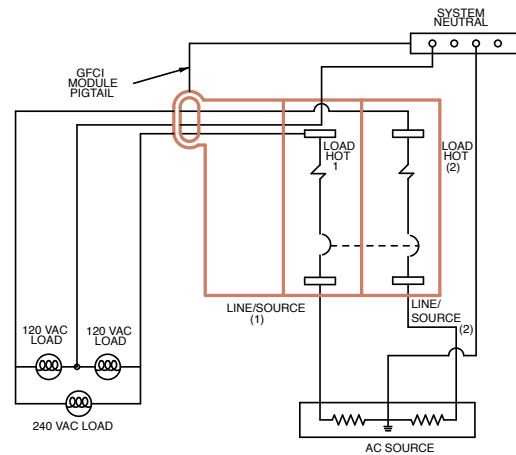 SYSTEM
NEUTRAL
GFCI
MODULE
PIGTAIL
LOAD
HOT
1
LOAD
HOT
(2)
LINE/SOURCE
(1)
LINE/
SOURCE
(2)
120 VAC
LOAD
120 VAC
LOAD
240 VAC LOAD
AC SOURCE